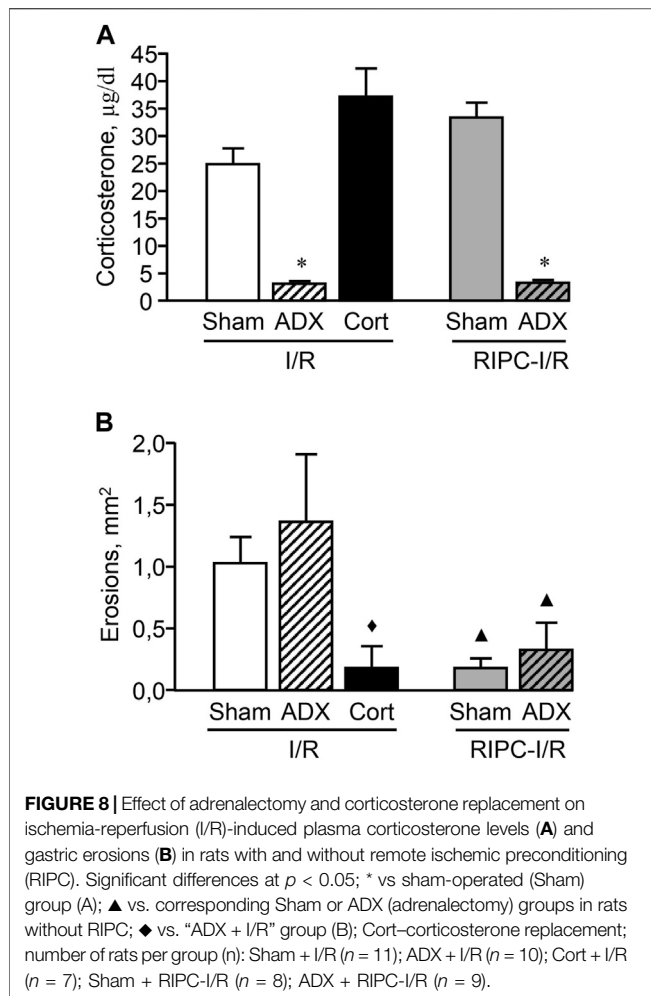 A
Corticosterone, µg/dl
45
40
35
30
25
20
15
10
5
0
*
*
Sham ADX Cort Sham ADX
I/R RIPC-I/R
B
Erosions, mm²
2,0
1,5
1,0
0,5
0,0
♦
▲
▲
Sham ADX Cort Sham ADX
I/R RIPC-I/R
FIGURE 8 | Effect of adrenalectomy and corticosterone replacement on
ischemia-reperfusion (I/R)-induced plasma corticosterone levels (A) and
gastric erosions (B) in rats with and without remote ischemic preconditioning
(RIPC). Significant differences at p < 0.05; * vs sham-operated (Sham)
group (A); ▲ vs. corresponding Sham or ADX (adrenalectomy) groups in rats
without RIPC; ♦ vs. “ADX + I/R” group (B); Cort–corticosterone replacement;
number of rats per group (n): Sham + I/R (n = 11); ADX + I/R (n = 10); Cort + I/R
(n = 7); Sham + RIPC-I/R (n = 8); ADX + RIPC-I/R (n = 9).